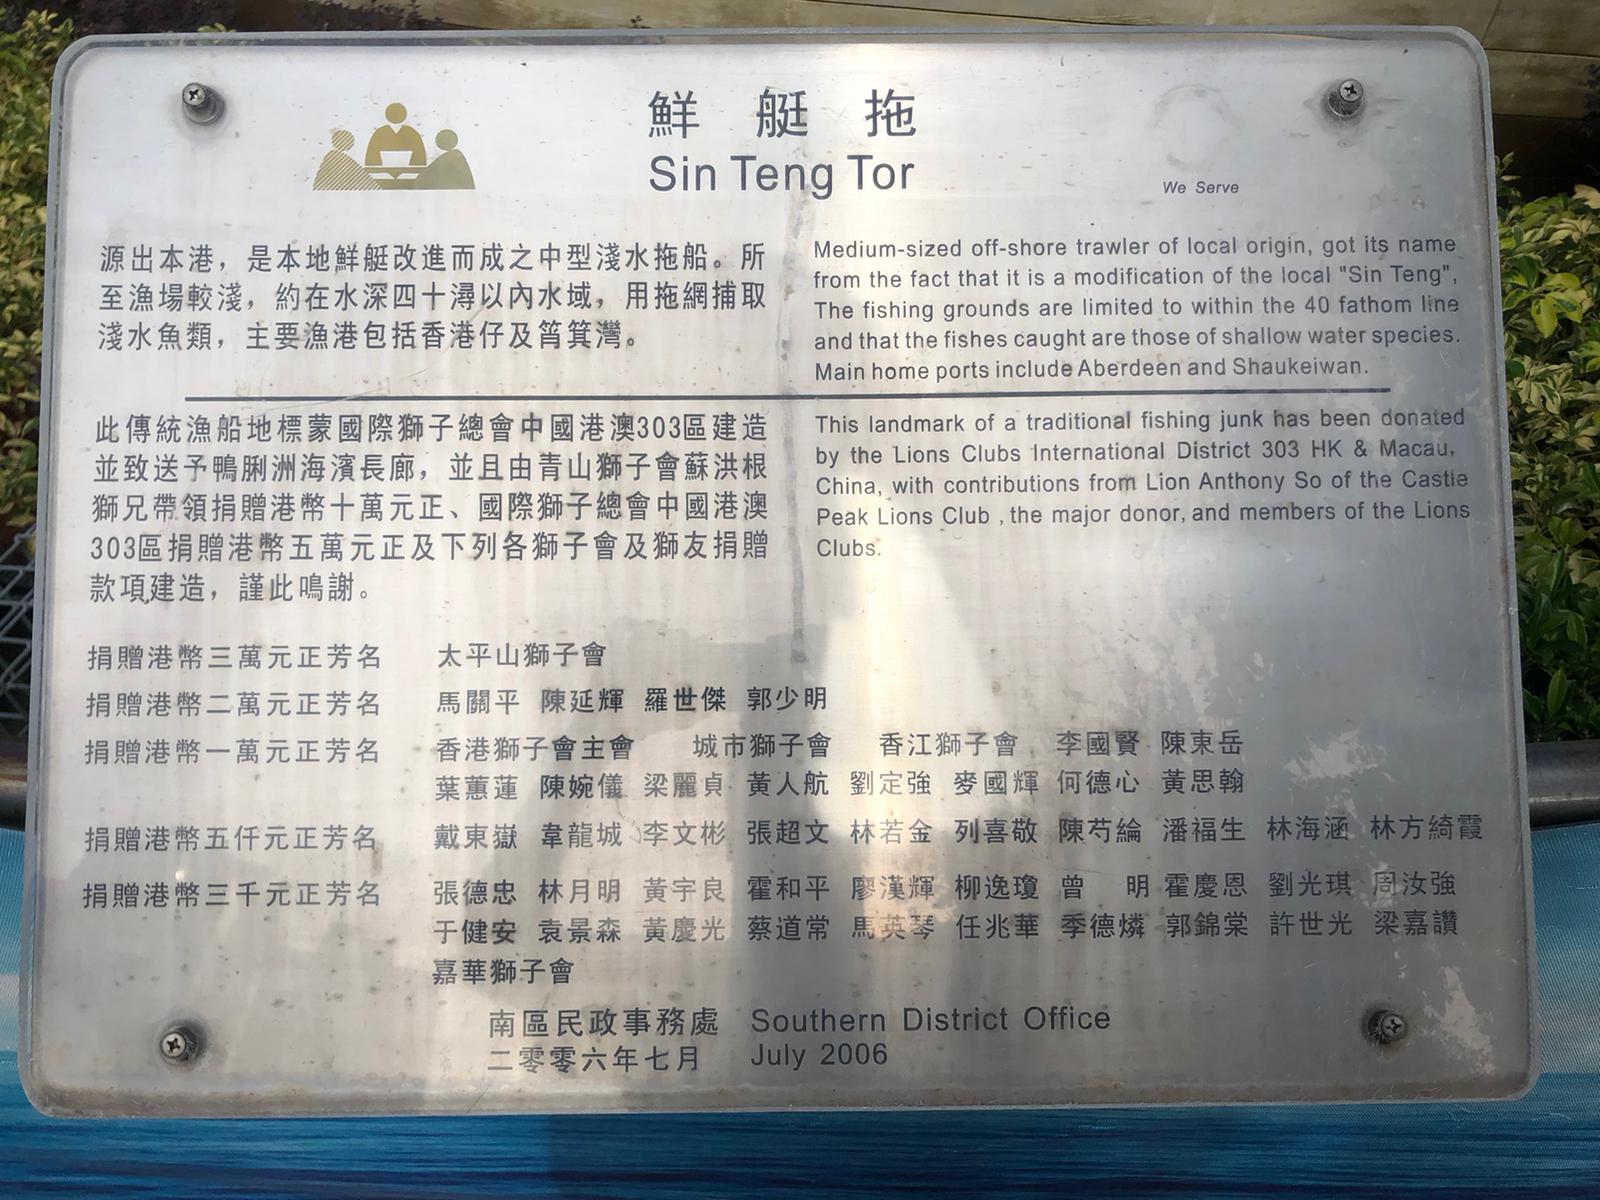 鮮艇拖
Sin Teng Tor
We Serve
源出本港，是本地鮮艇改進而成之中型淺水拖船。所
至漁場較淺，約在水深四十潯以內水域，用拖網捕取
淺水魚類，主要漁港包括香港仔及筲箕灣。
Medium-sized off-shore trawler of local origin, got its name
from the fact that it is a modification of the local "Sin Teng",
The fishing grounds are limited to within the 40 fathom line
and that the fishes caught are those of shallow water species.
Main home ports include Aberdeen and Shaukeiwan.
此傳統漁船地標蒙國際獅子總會中國港澳303區建造
並致送予鴨脷洲海濱長廊，並且由青山獅子會蘇洪根
獅兄帶領捐贈港幣十萬元正、國際獅子總會中國港澳
303區捐贈港幣五萬元正及下列各獅子會及獅友捐贈
款項建造，謹此鳴謝。
This landmark of a traditional fishing junk has been donated
by the Lions Clubs International District 303 HK & Macau,
China, with contributions from Lion Anthony So of the Castle
Peak Lions Club , the major donor, and members of the Lions
Clubs.
捐贈港幣三萬元正芳名 太平山獅子會
捐贈港幣二萬元正芳名 馬關平 陳延輝 羅世傑 郭少明
捐贈港幣一萬元正芳名 香港獅子會主會 城市獅子會 香江獅子會 李國賢 陳東岳
葉蕙蓮 陳婉儀 梁麗貞 黃人航 劉定強 麥國輝 何德心 黃思翰
捐贈港幣五仟元正芳名 戴東嶽 韋龍城 李文彬 張超文 林若金 列喜敬 陳芍綸 潘福生 林海涵 林方綺霞
捐贈港幣三千元正芳名 張德忠 林月明 黃宇良 霍和平 廖漢輝 柳逸瓊 曾 明 霍慶恩 劉光琪 周汝強
于健安 袁景森 黃慶光 蔡道常 馬英琴 任兆華 季德燐 郭錦棠 許世光 梁嘉讚
嘉華獅子會
南區民政事務處 Southern District Office
二零零六年七月 July 2006